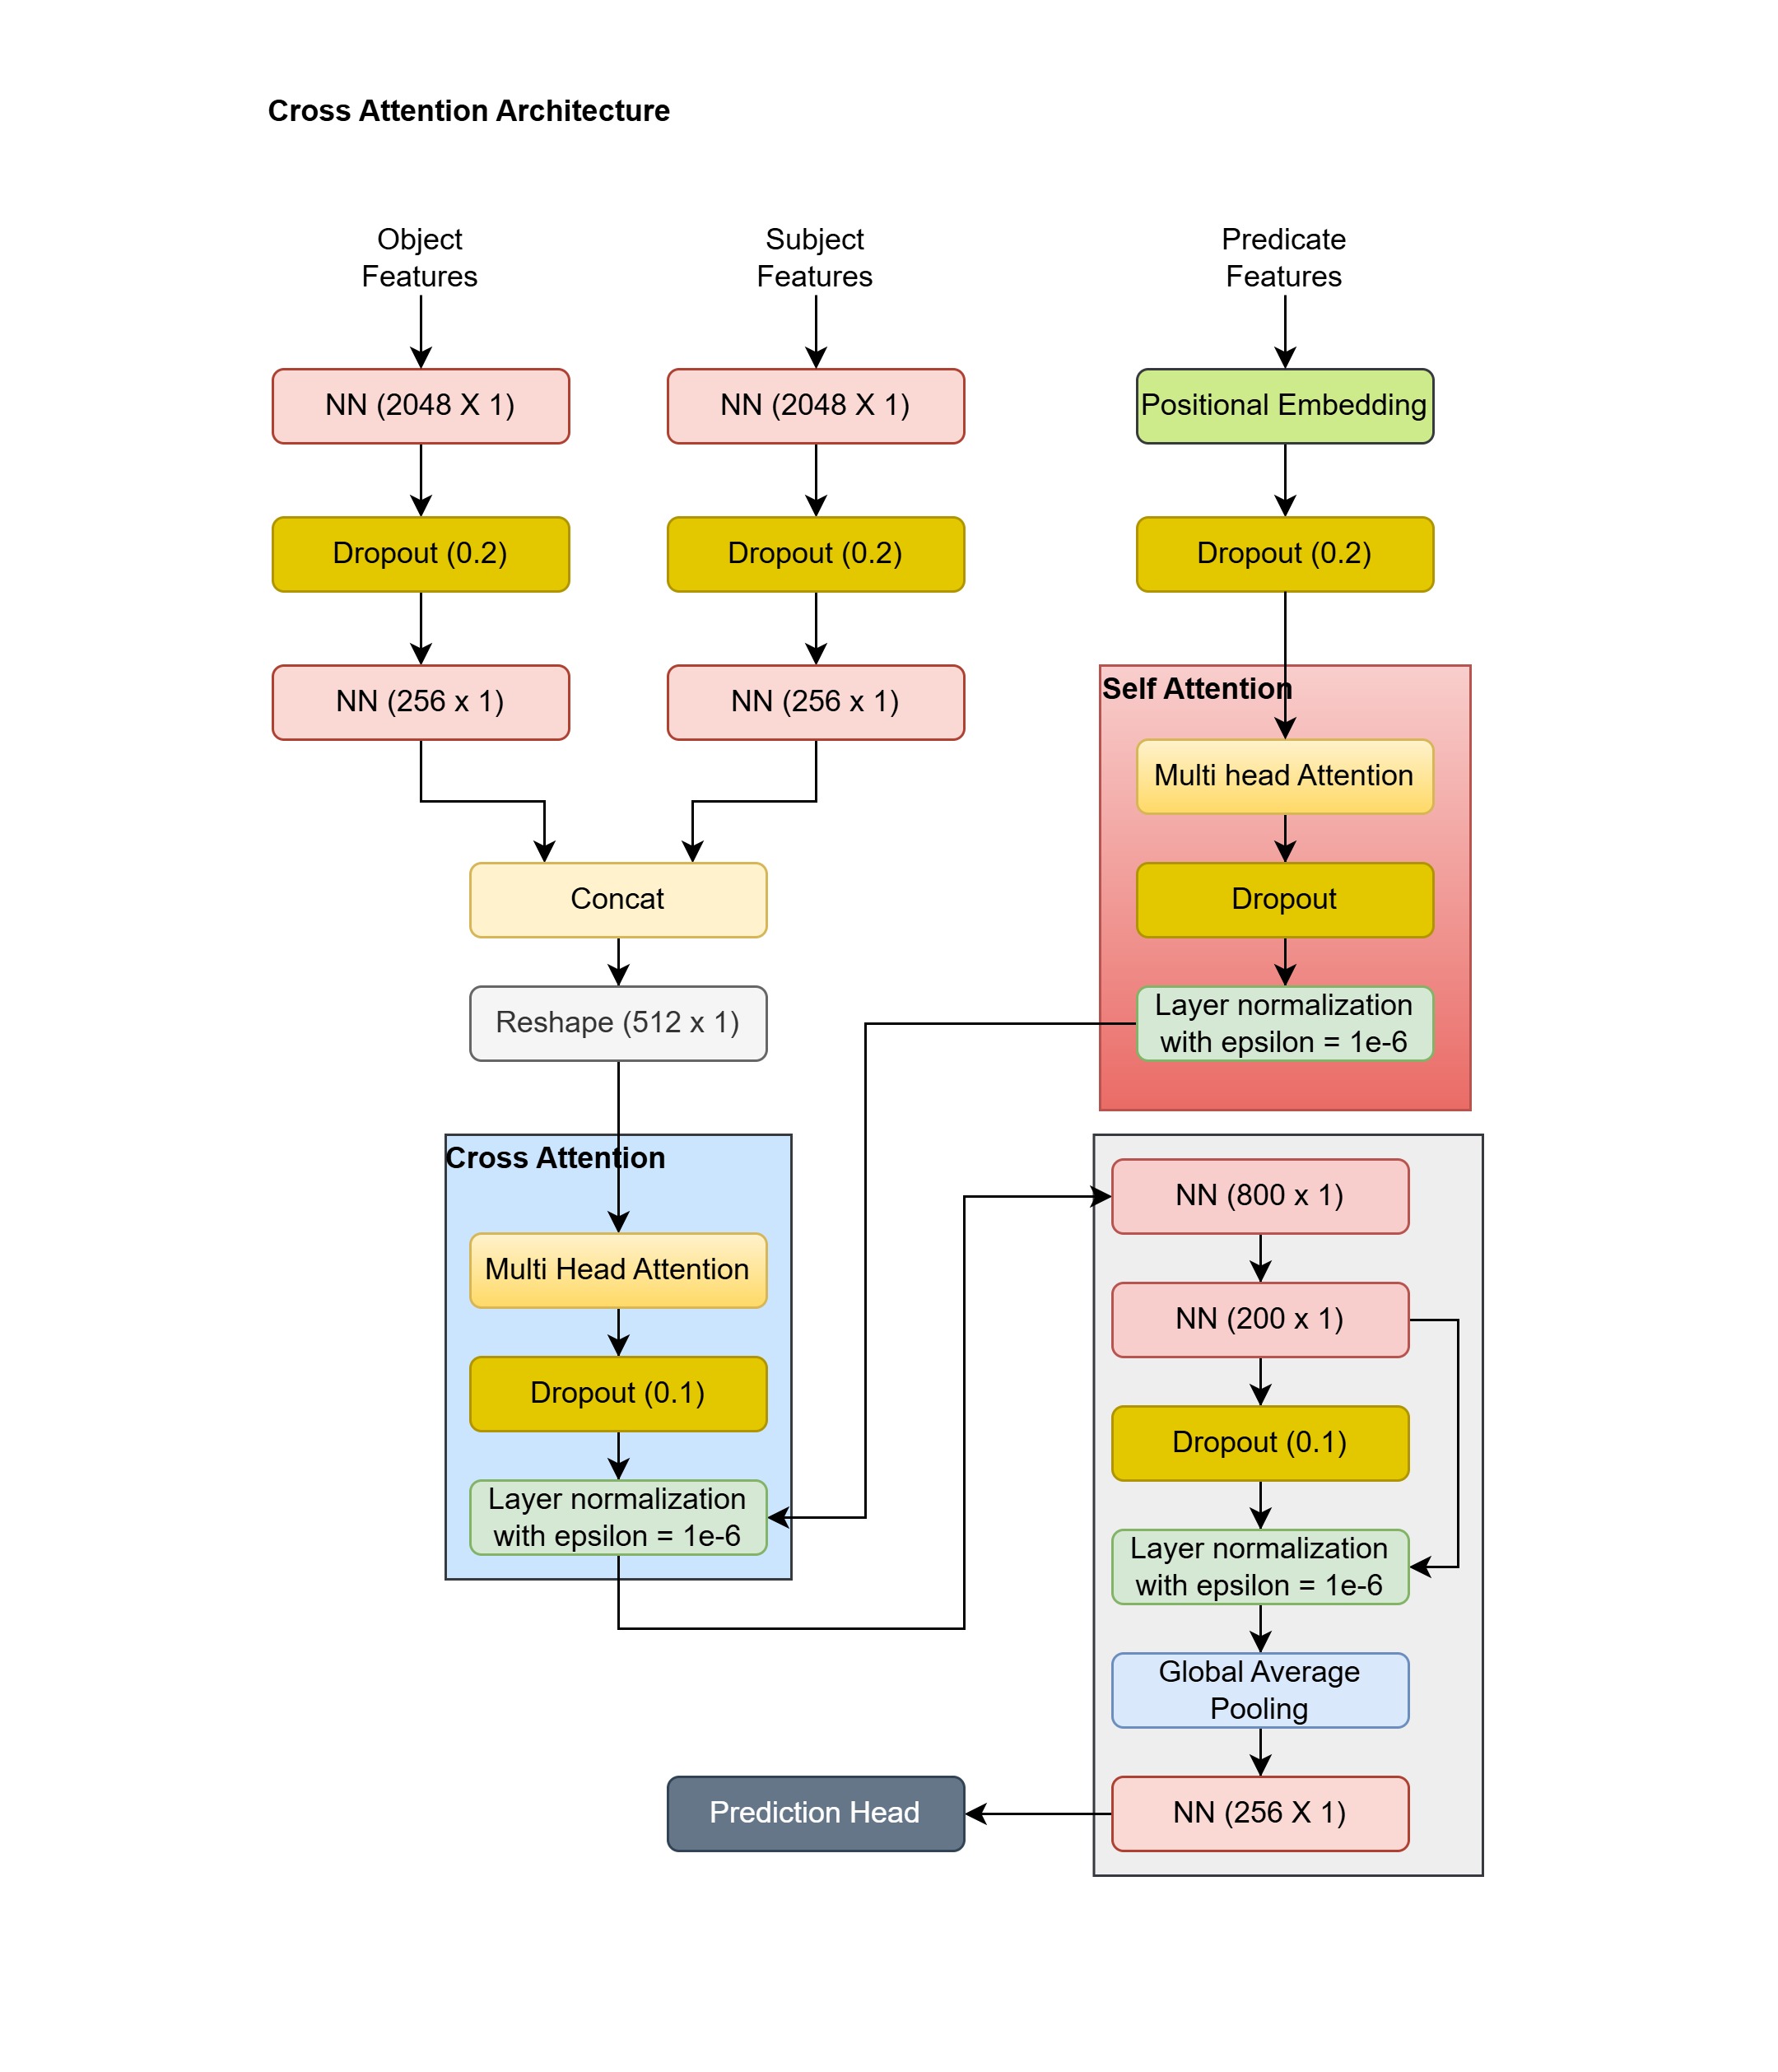 Cross Attention Architecture
Object
Features
Subject
Features
Predicate
Features
NN (2048 X 1)
NN (2048 X 1)
Positional Embedding
Dropout (0.2)
Dropout (0.2)
Dropout (0.2)
NN (256 x 1)
NN (256 x 1)
Self Attention
Multi head Attention
Dropout
Layer normalization
with epsilon = 1e-6
Concat
Reshape (512 x 1)
Cross Attention
Multi Head Attention
Dropout (0.1)
Layer normalization
with epsilon = 1e-6
NN (800 x 1)
NN (200 x 1)
Dropout (0.1)
Layer normalization
with epsilon = 1e-6
Global Average
Pooling
NN (256 X 1)
Prediction Head